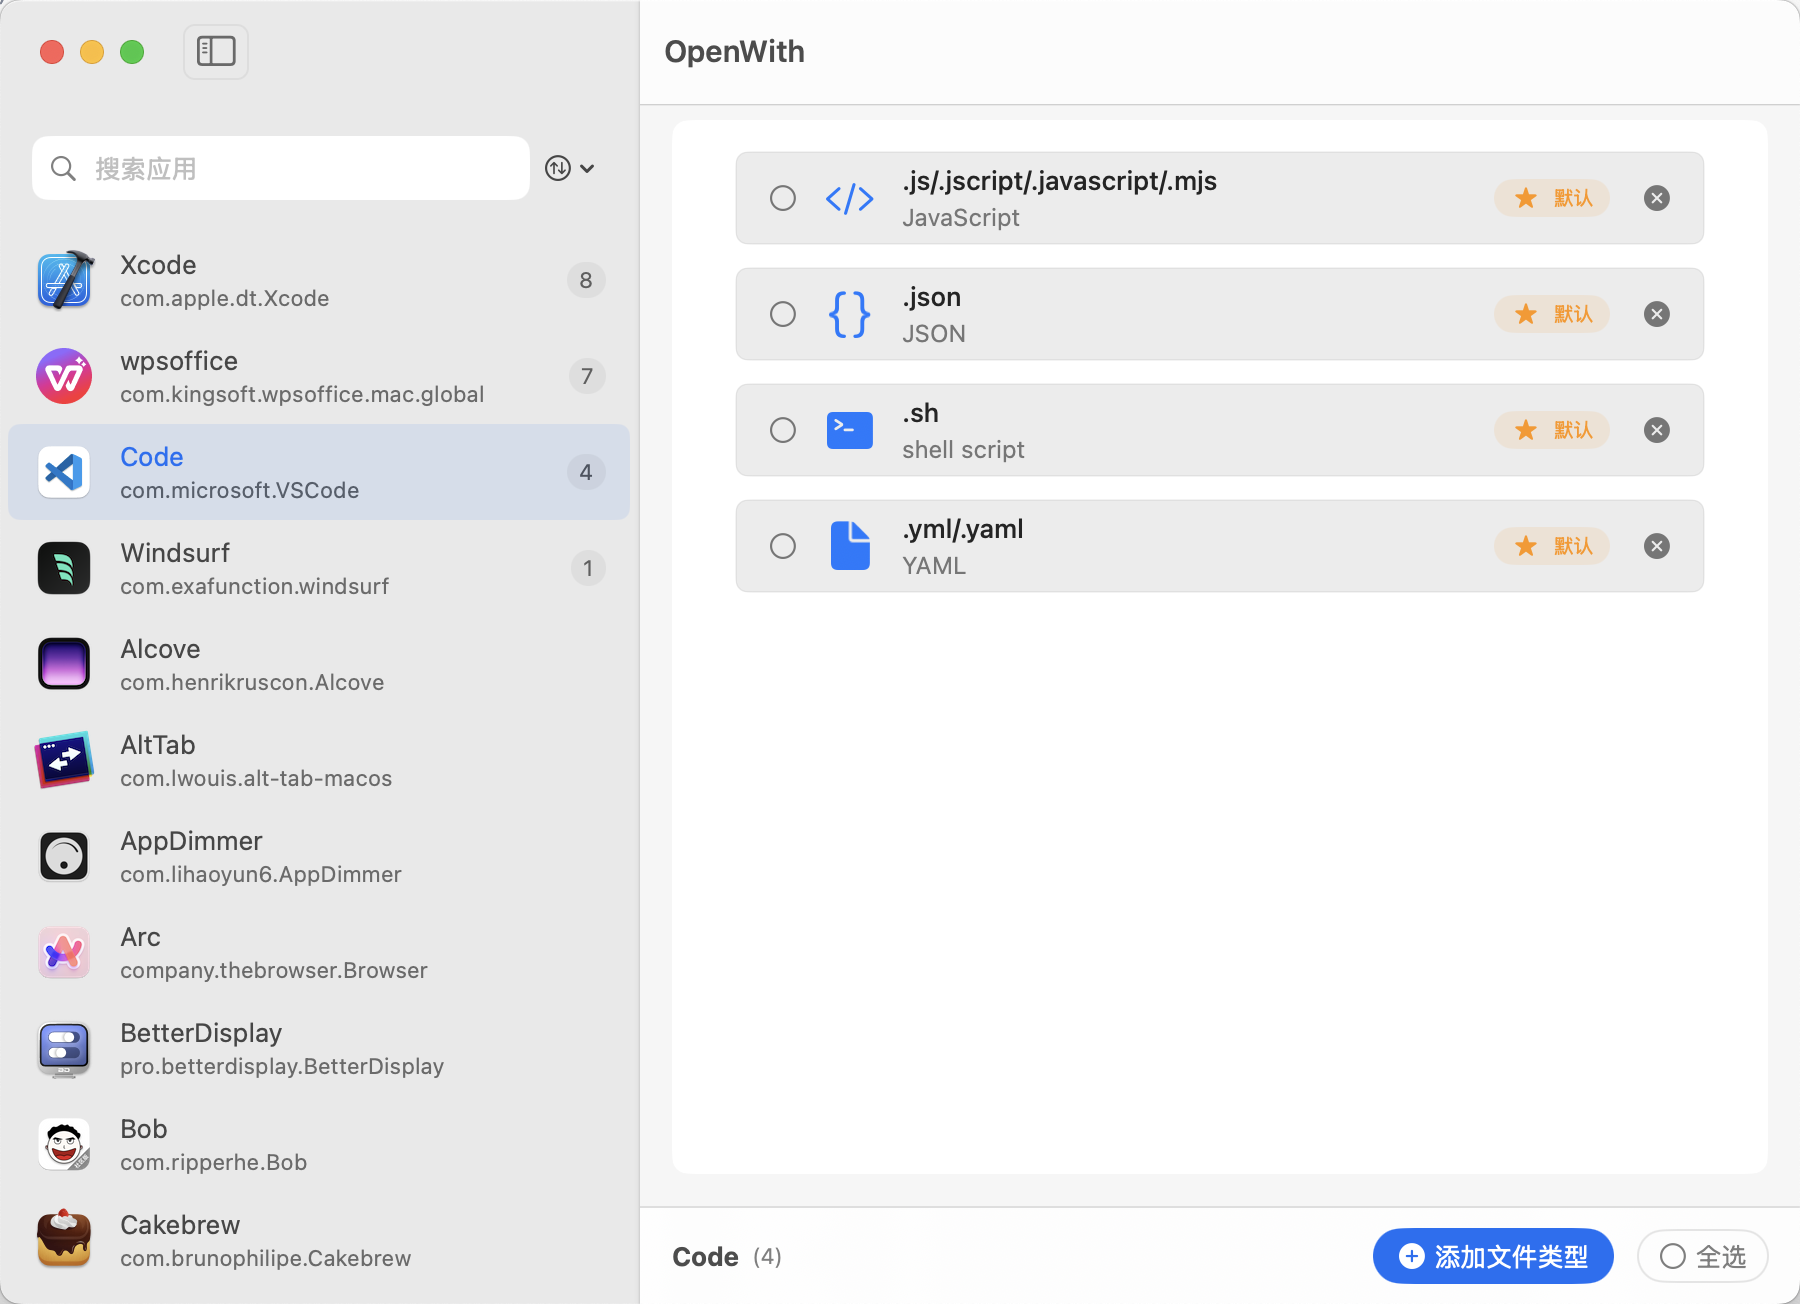 OpenWith
搜索应用
Xcode
com.apple.dt.Xcode
8
wpsoffice
com.kingsoft.wpsoffice.mac.global
7
Code
com.microsoft.VSCode
4
Windsurf
com.exafunction.windsurf
1
Alcove
com.henrikruscon.Alcove
AltTab
com.lwouis.alt-tab-macos
AppDimmer
com.lihaoyun6.AppDimmer
Arc
company.thebrowser.Browser
BetterDisplay
pro.betterdisplay.BetterDisplay
Bob
com.ripperhe.Bob
Cakebrew
com.brunophilipe.Cakebrew
.js/.jscript/.javascript/.mjs
JavaScript
默认
.json
JSON
默认
.sh
shell script
默认
.yml/.yaml
YAML
默认
Code (4)
添加文件类型
全选